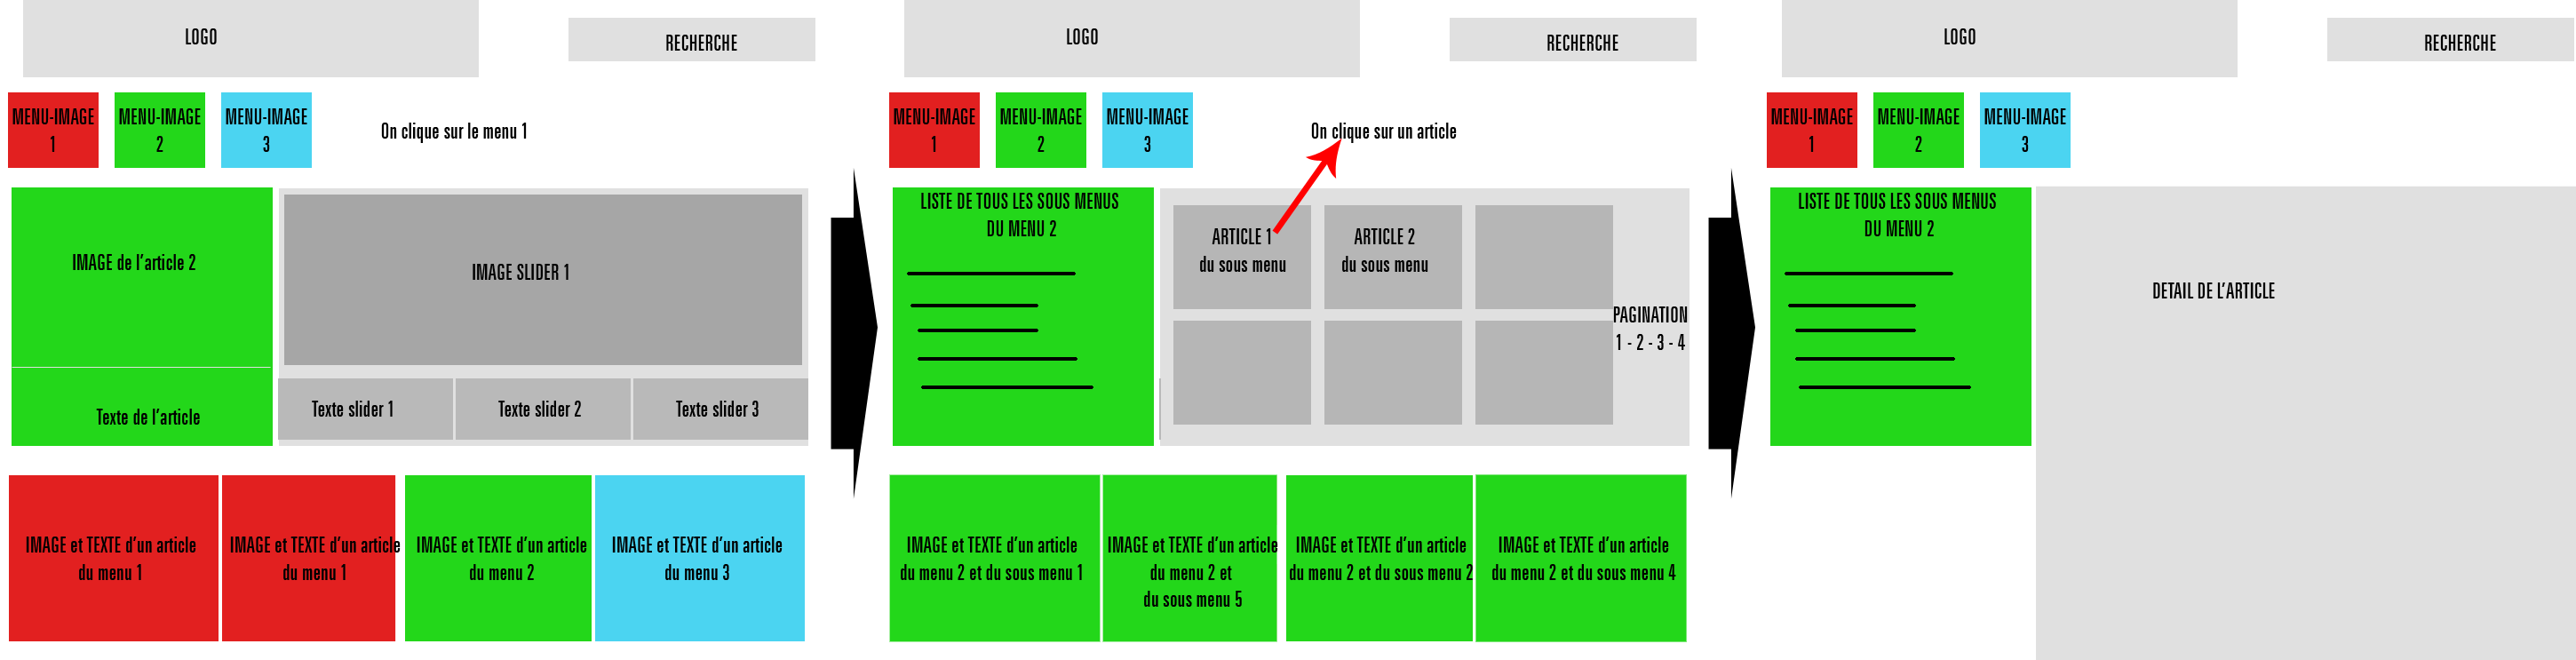 LOGO
RECHERCHE
MENU-IMAGE
1
MENU-IMAGE
2
MENU-IMAGE
3
On clique sur le menu 1
IMAGE de l'article 2
Texte de l'article
IMAGE SLIDER 1
Texte slider 1
Texte slider 2
Texte slider 3
IMAGE et TEXTE d'un article
du menu 1
IMAGE et TEXTE d'un article
du menu 1
IMAGE et TEXTE d'un article
du menu 2
IMAGE et TEXTE d'un article
du menu 3
LOGO
RECHERCHE
MENU-IMAGE
1
MENU-IMAGE
2
MENU-IMAGE
3
On clique sur un article
LISTE DE TOUS LES SOUS MENUS
DU MENU 2
ARTICLE 1
du sous menu
ARTICLE 2
du sous menu
PAGINATION
1 - 2 - 3 - 4
IMAGE et TEXTE d'un article
du menu 2 et du sous menu 1
IMAGE et TEXTE d'un article
du menu 2 et
du sous menu 5
IMAGE et TEXTE d'un article
du menu 2 et du sous menu 2
IMAGE et TEXTE d'un article
du menu 2 et du sous menu 4
LOGO
RECHERCHE
MENU-IMAGE
1
MENU-IMAGE
2
MENU-IMAGE
3
LISTE DE TOUS LES SOUS MENUS
DU MENU 2
DETAIL DE L'ARTICLE